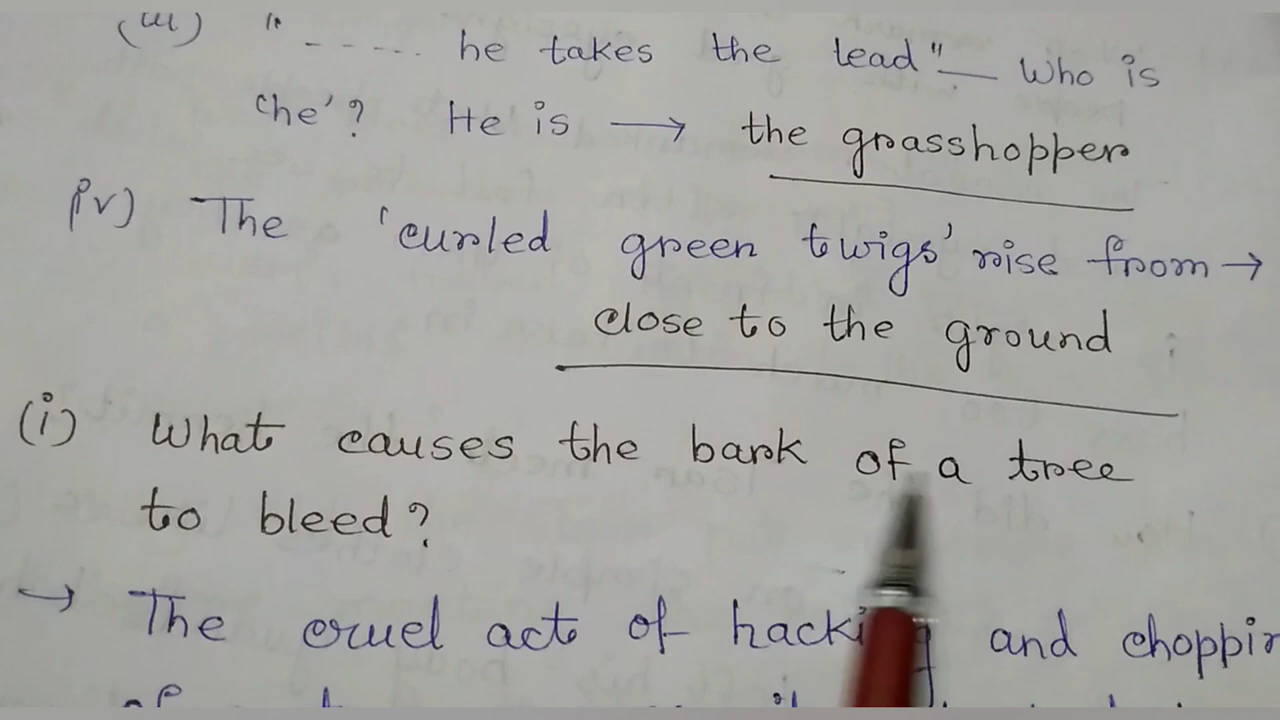 (iii) "- - - - - he takes the lead" — Who is
'he'? He is → the grasshopper
iv) The 'curled green twigs' rise from →
close to the ground
(i) What causes the bark of a tree
to bleed?
→ The cruel act of hacking and choppin
of